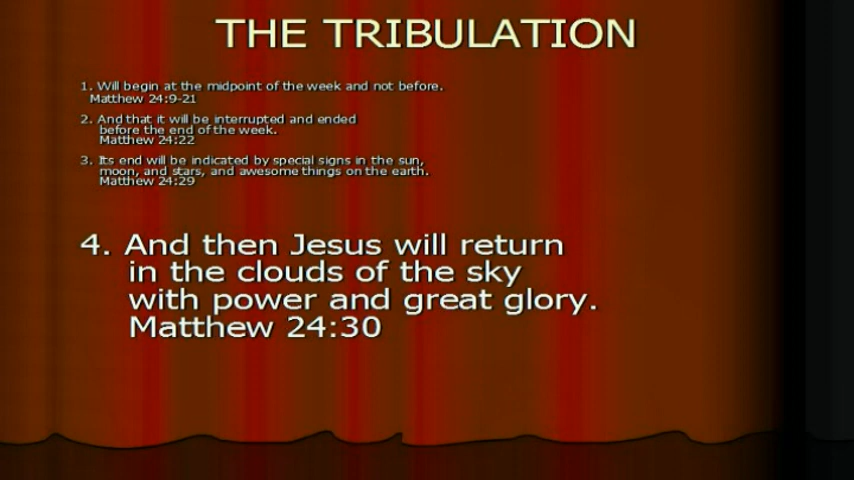 THE TRIBULATION
1. Will begin at the midpoint of the week and not before.
Matthew 24:9-21
2. And that it will be interrupted and ended
before the end of the week.
Matthew 24:22
3. Its end will be indicated by special signs in the sun,
moon, and stars, and awesome things on the earth.
Matthew 24:29
4. And then Jesus will return
in the clouds of the sky
with power and great glory.
Matthew 24:30